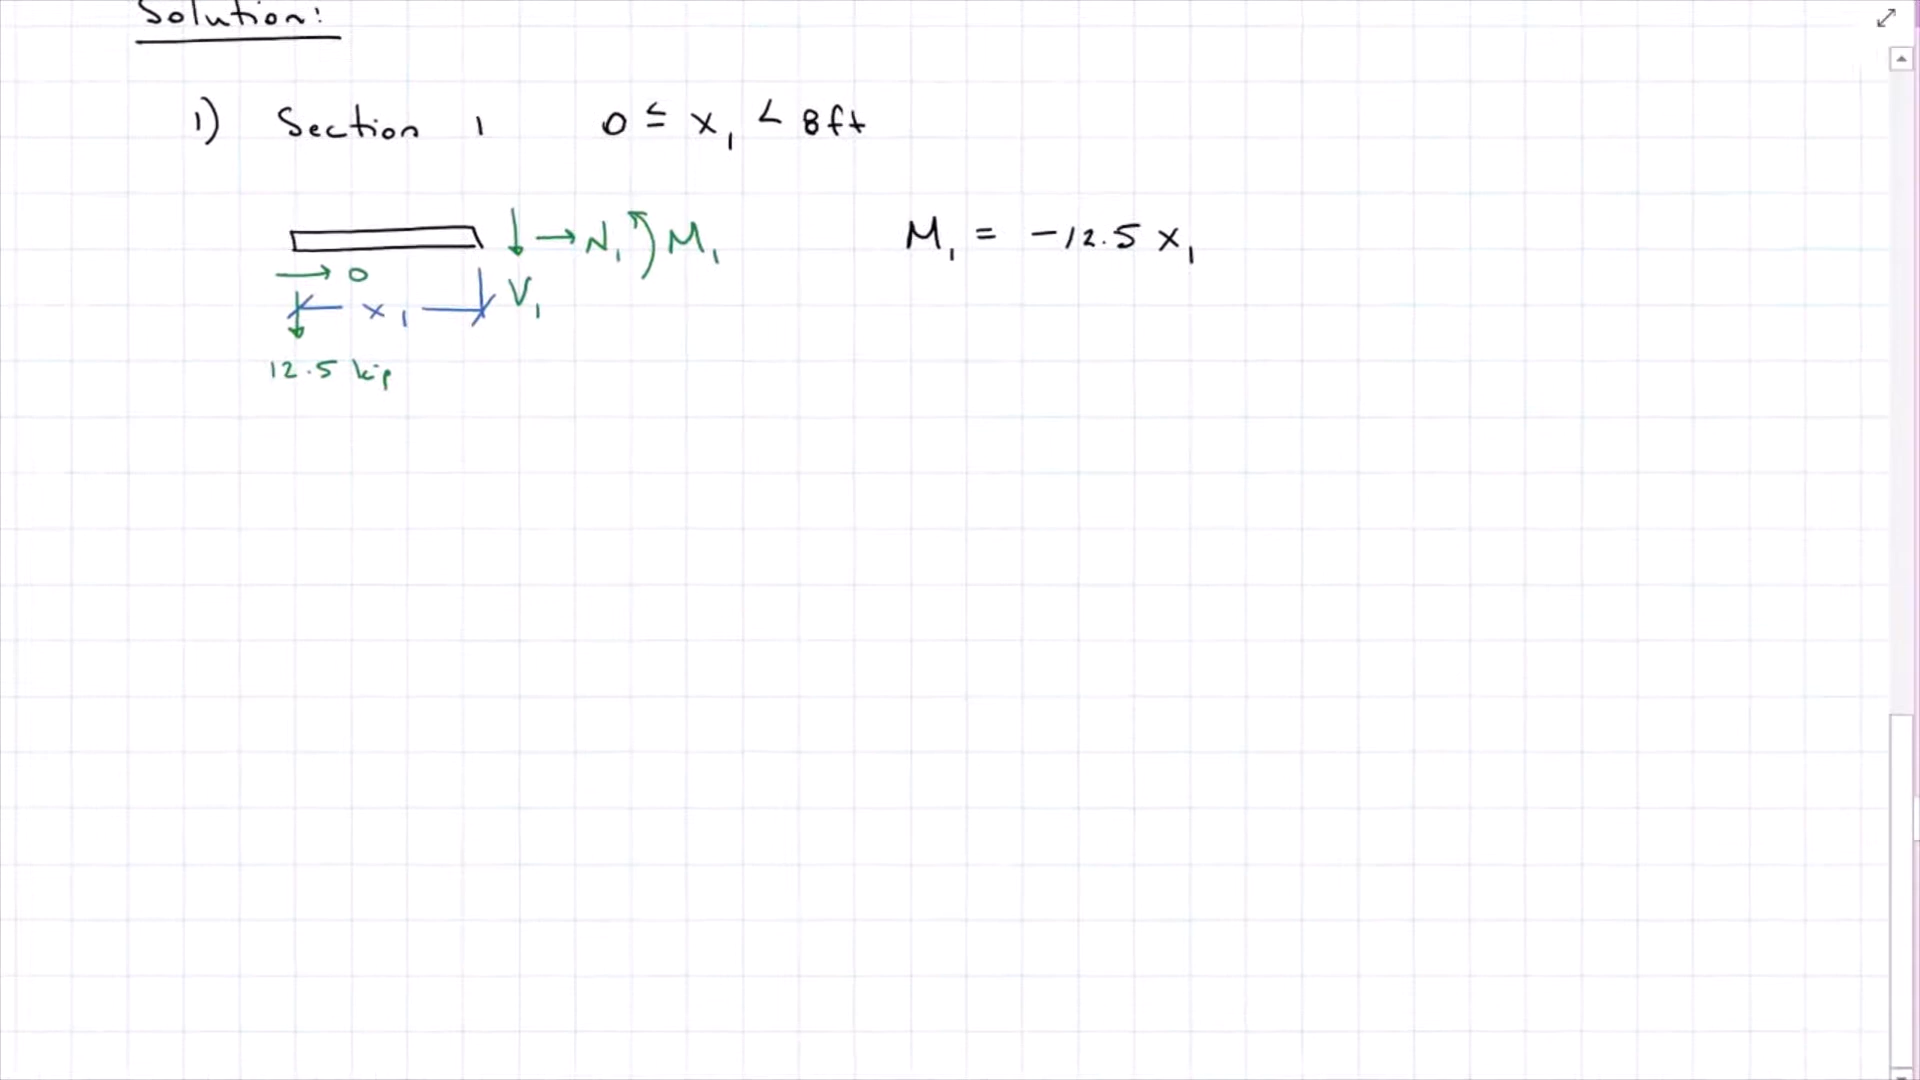 Solution:
1) Section 1 0 ≤ x₁ < 8ft
→ N₁ M₁ M₁ = -12.5 x₁
→ 0
x₁ V₁
12.5 kip